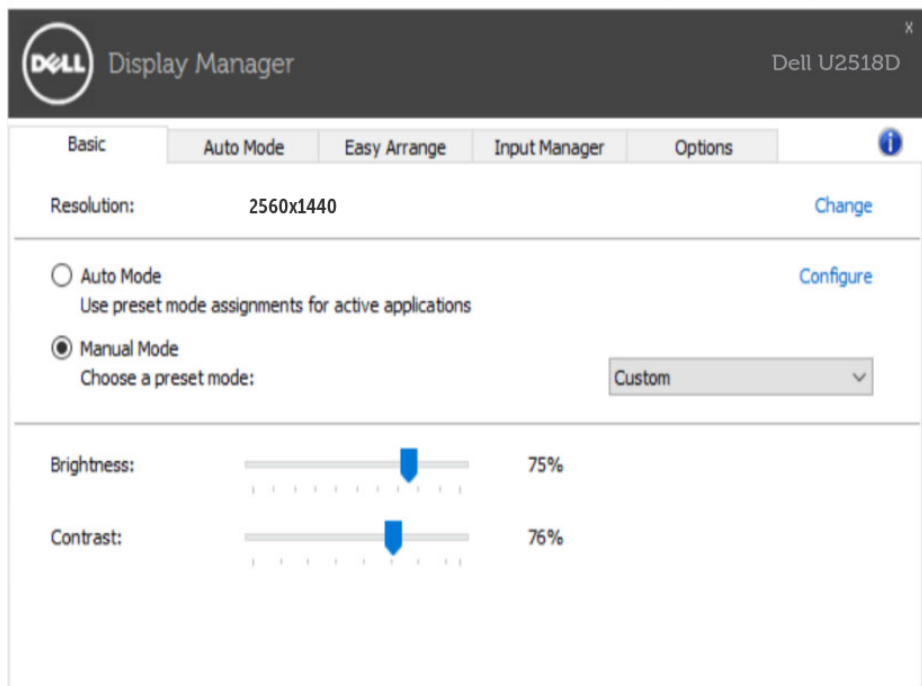 x
DELL Display Manager Dell U2518D
Basic Auto Mode Easy Arrange Input Manager Options i
Resolution: 2560x1440 Change
Auto Mode Configure
Use preset mode assignments for active applications
Manual Mode
Choose a preset mode: Custom
Brightness: 75%
Contrast: 76%